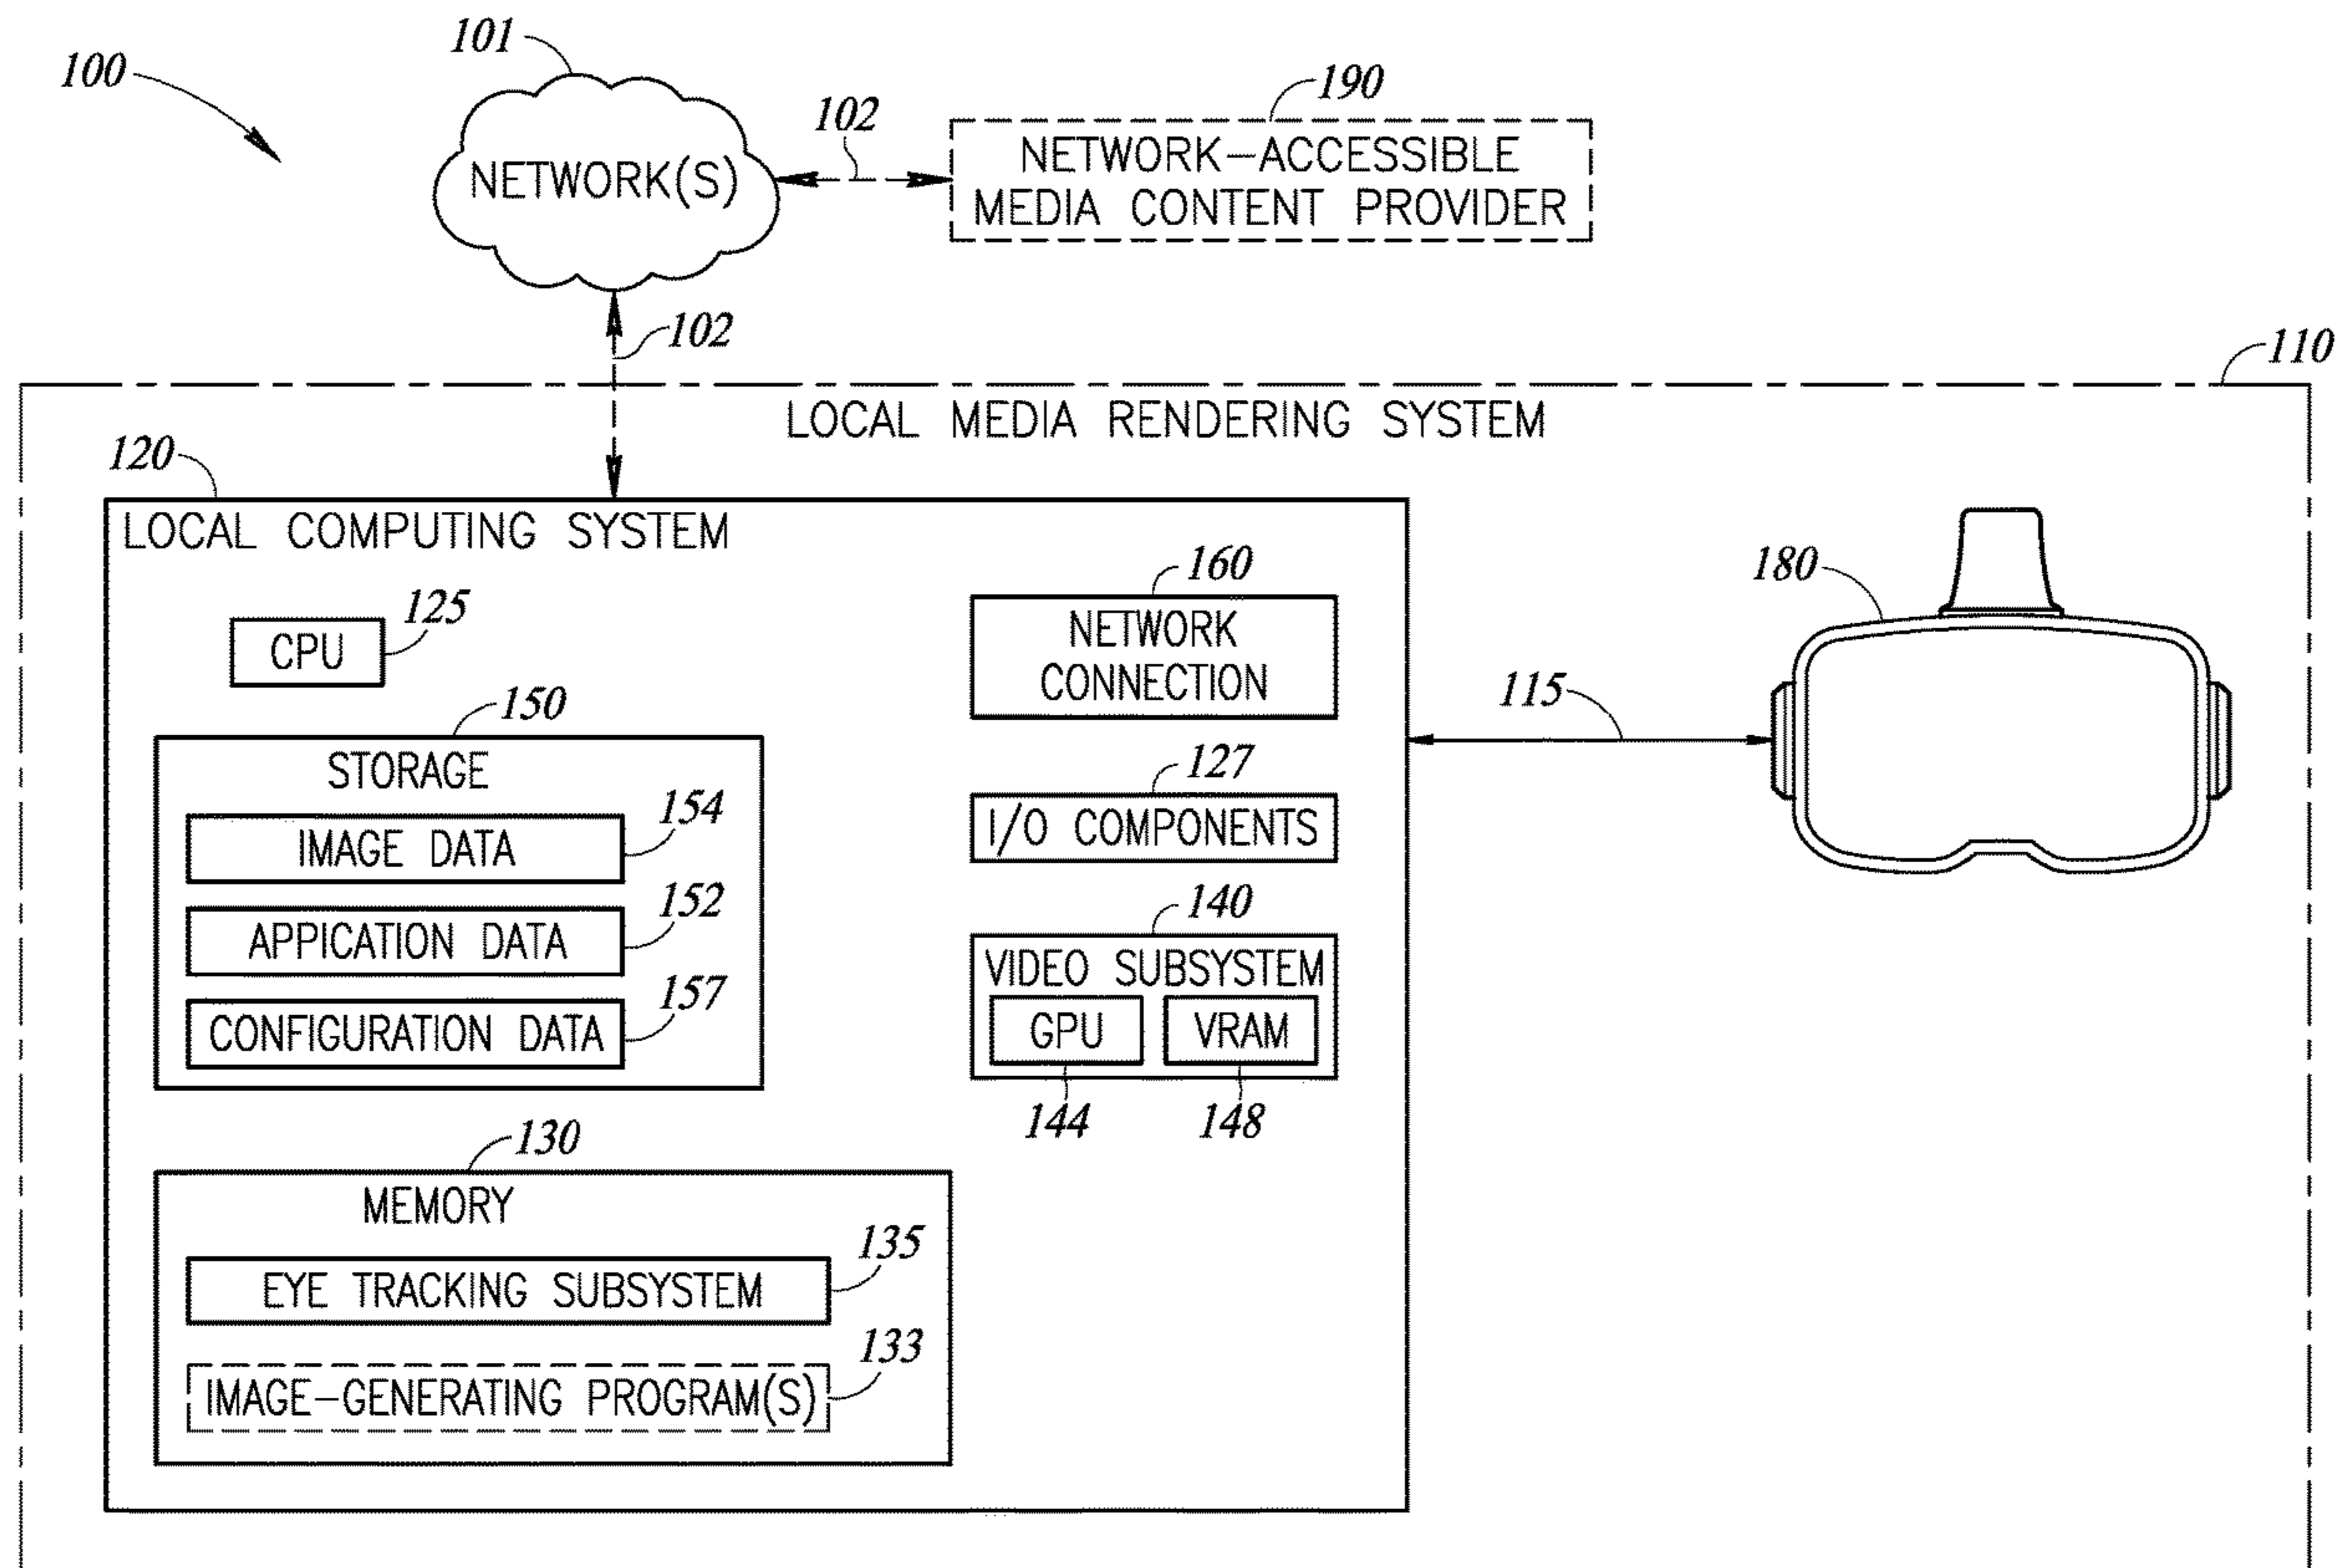 101
100
190
102
NETWORK-ACCESSIBLE
MEDIA CONTENT PROVIDER
NETWORK(S)
102
110
LOCAL MEDIA RENDERING SYSTEM
120
LOCAL COMPUTING SYSTEM
125
CPU
160
NETWORK
CONNECTION
180
115
150
STORAGE
154
IMAGE DATA
152
APPICATION DATA
157
CONFIGURATION DATA
127
I/O COMPONENTS
140
VIDEO SUBSYSTEM
GPU
VRAM
144
148
130
MEMORY
135
EYE TRACKING SUBSYSTEM
133
IMAGE-GENERATING PROGRAM(S)